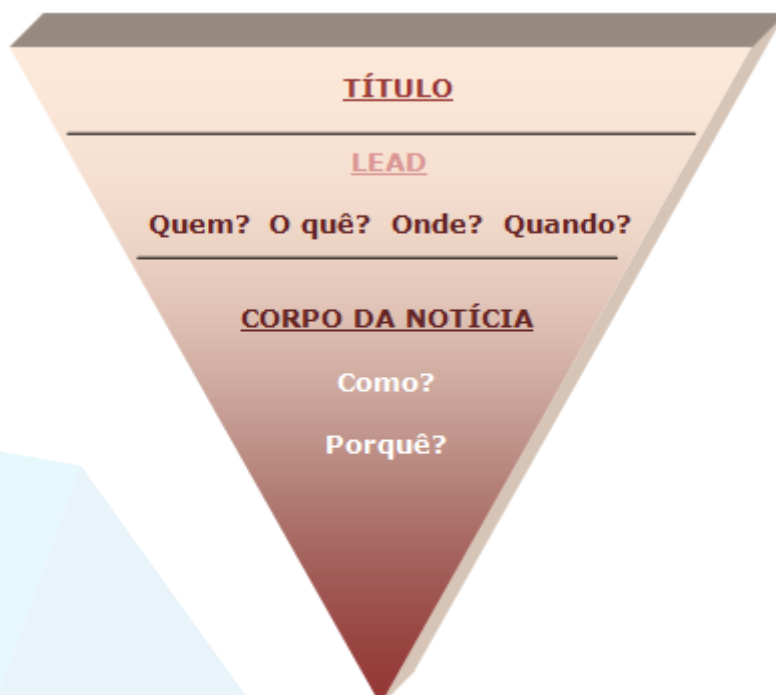 TÍTULO
LEAD
Quem? O quê? Onde? Quando?
CORPO DA NOTÍCIA
Como?
Porquê?